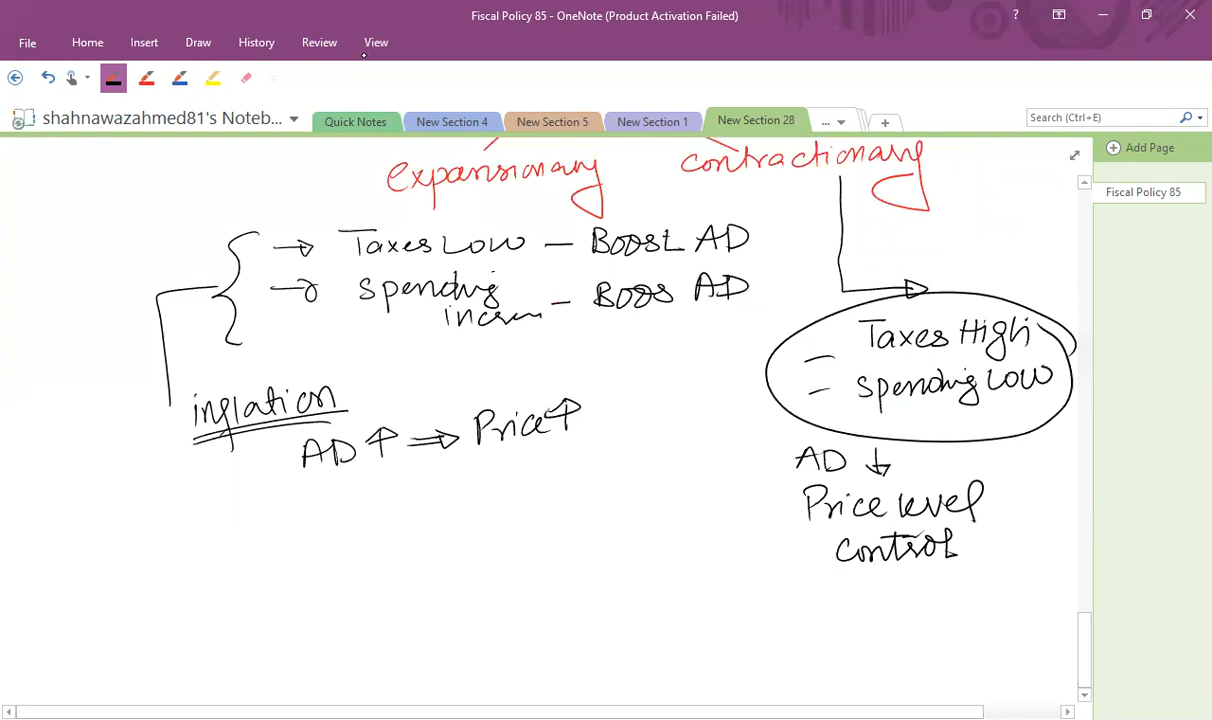 Fiscal Policy 85 - OneNote (Product Activation Failed)
?
File Home Insert Draw History Review View
shahnawazahmed81's Noteb...
Quick Notes New Section 4 New Section 5 New Section 1 New Section 28 ... +
Search (Ctrl+E)
Add Page
Fiscal Policy 85
expansionary
contractionary
→ Taxes Low — Boost AD
→ Spending — Boos AD
Taxes High
= Spending Low
inflation
AD ↑ ⇒ Price ↑
AD ↓
Price level
control